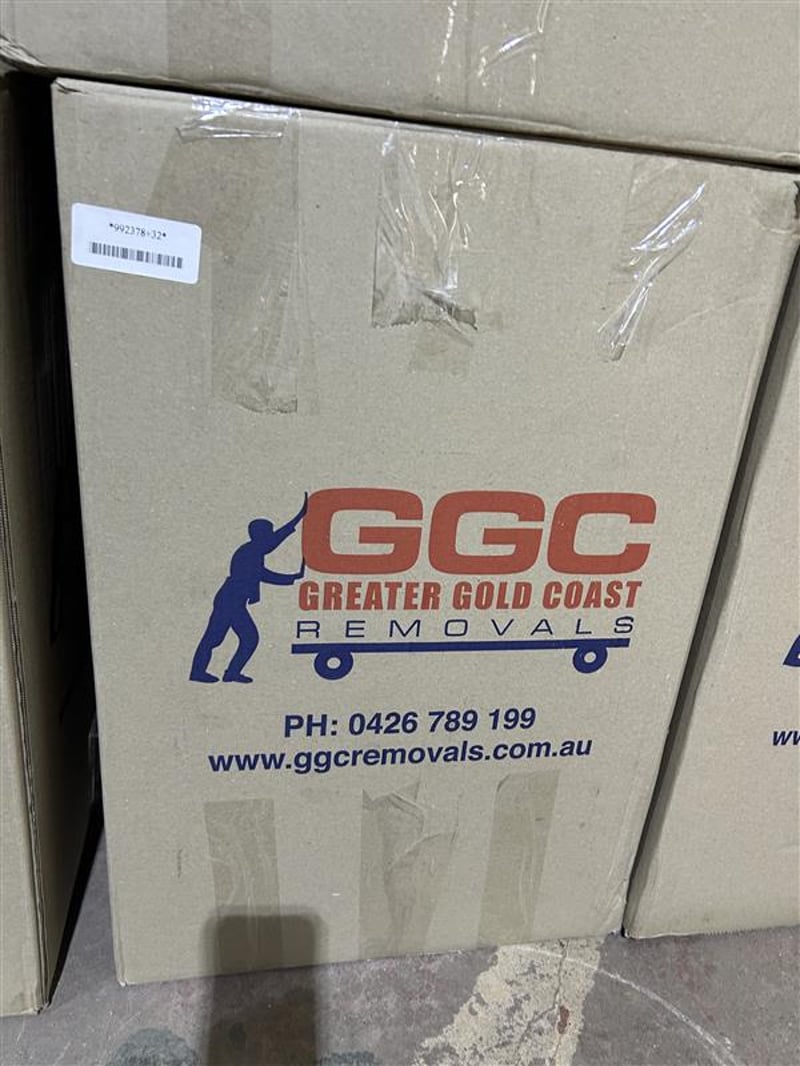 *992378+32*
GGC
GREATER GOLD COAST
REMOVALS
PH: 0426 789 199
www.ggcremovals.com.au